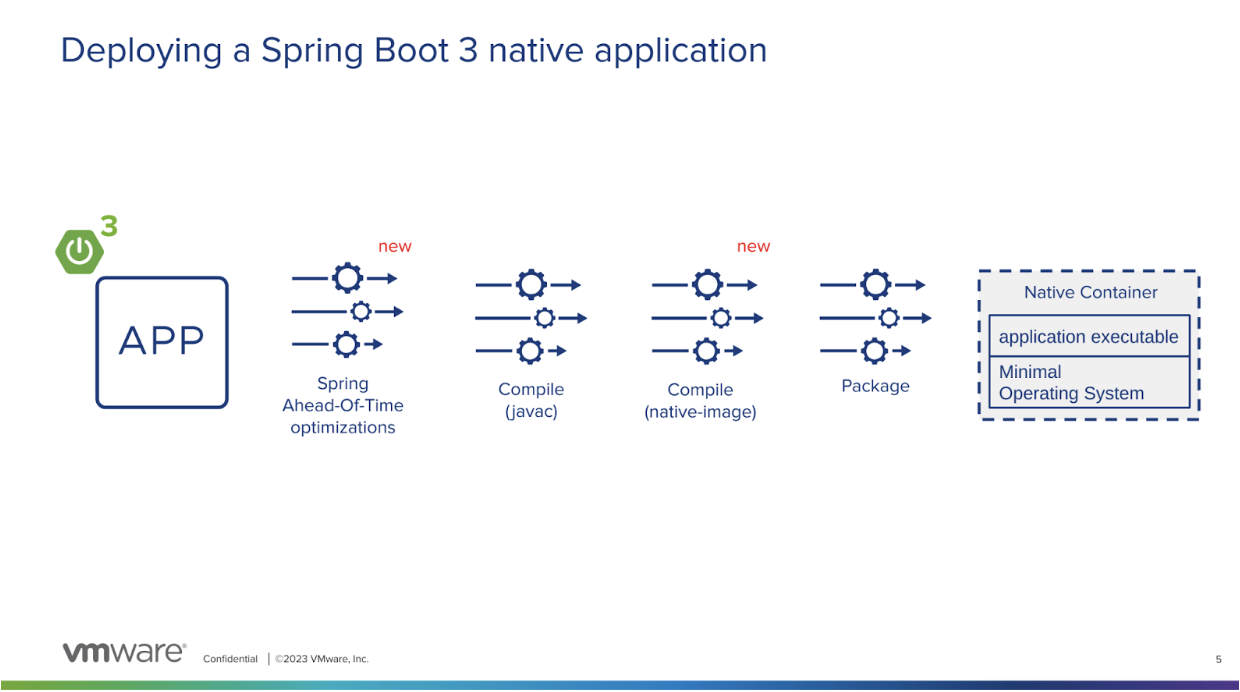 Deploying a Spring Boot 3 native application
3
APP
new
Spring
Ahead-Of-Time
optimizations
Compile
(javac)
new
Compile
(native-image)
Package
Native Container
application executable
Minimal
Operating System
vmware®
Confidential | ©2023 VMware, Inc.
5